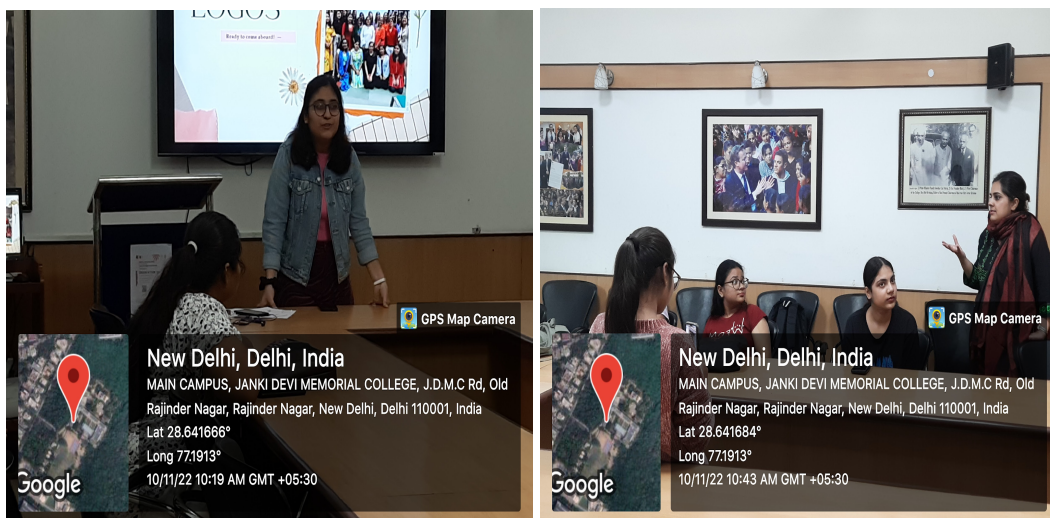 LOGOS
Ready to come aboard!
GPS Map Camera
New Delhi, Delhi, India
MAIN CAMPUS, JANKI DEVI MEMORIAL COLLEGE, J.D.M.C Rd, Old
Rajinder Nagar, Rajinder Nagar, New Delhi, Delhi 110001, India
Lat 28.641666°
Long 77.1913°
10/11/22 10:19 AM GMT +05:30
Google
GPS Map Camera
New Delhi, Delhi, India
MAIN CAMPUS, JANKI DEVI MEMORIAL COLLEGE, J.D.M.C Rd, Old
Rajinder Nagar, Rajinder Nagar, New Delhi, Delhi 110001, India
Lat 28.641684°
Long 77.1913°
10/11/22 10:43 AM GMT +05:30
Google